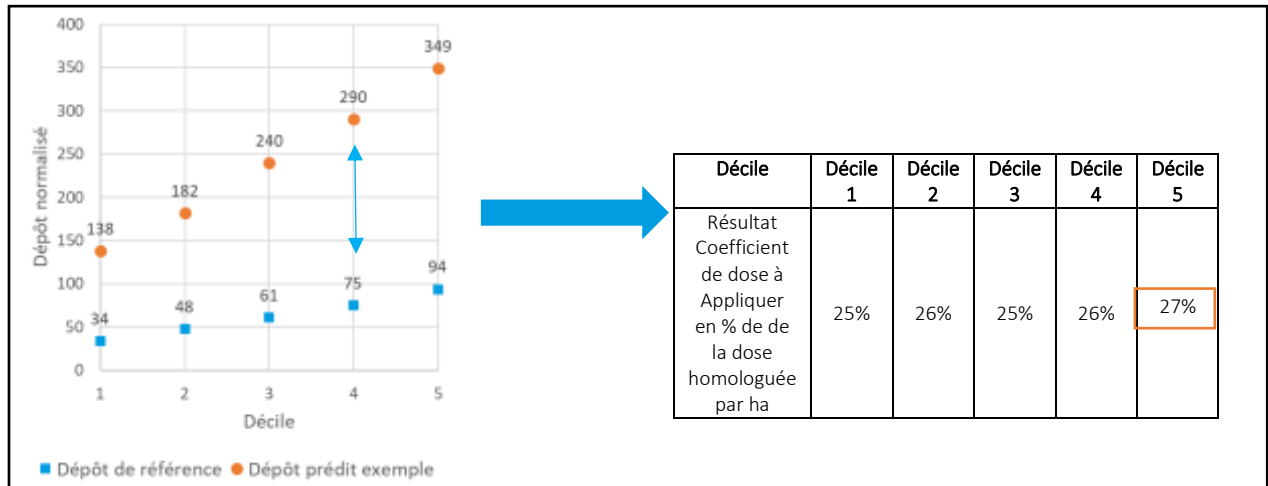 400
350
300
250
200
150
100
50
0
Dépôt normalisé
349
290
240
182
138
94
75
61
48
34
1 2 3 4 5
Décile
Dépôt de référence Dépôt prédit exemple
Décile Décile 1 Décile 2 Décile 3 Décile 4 Décile 5
Résultat
Coefficient
de dose à
Appliquer
en % de de
la dose
homologuée
par ha
25% 26% 25% 26% 27%